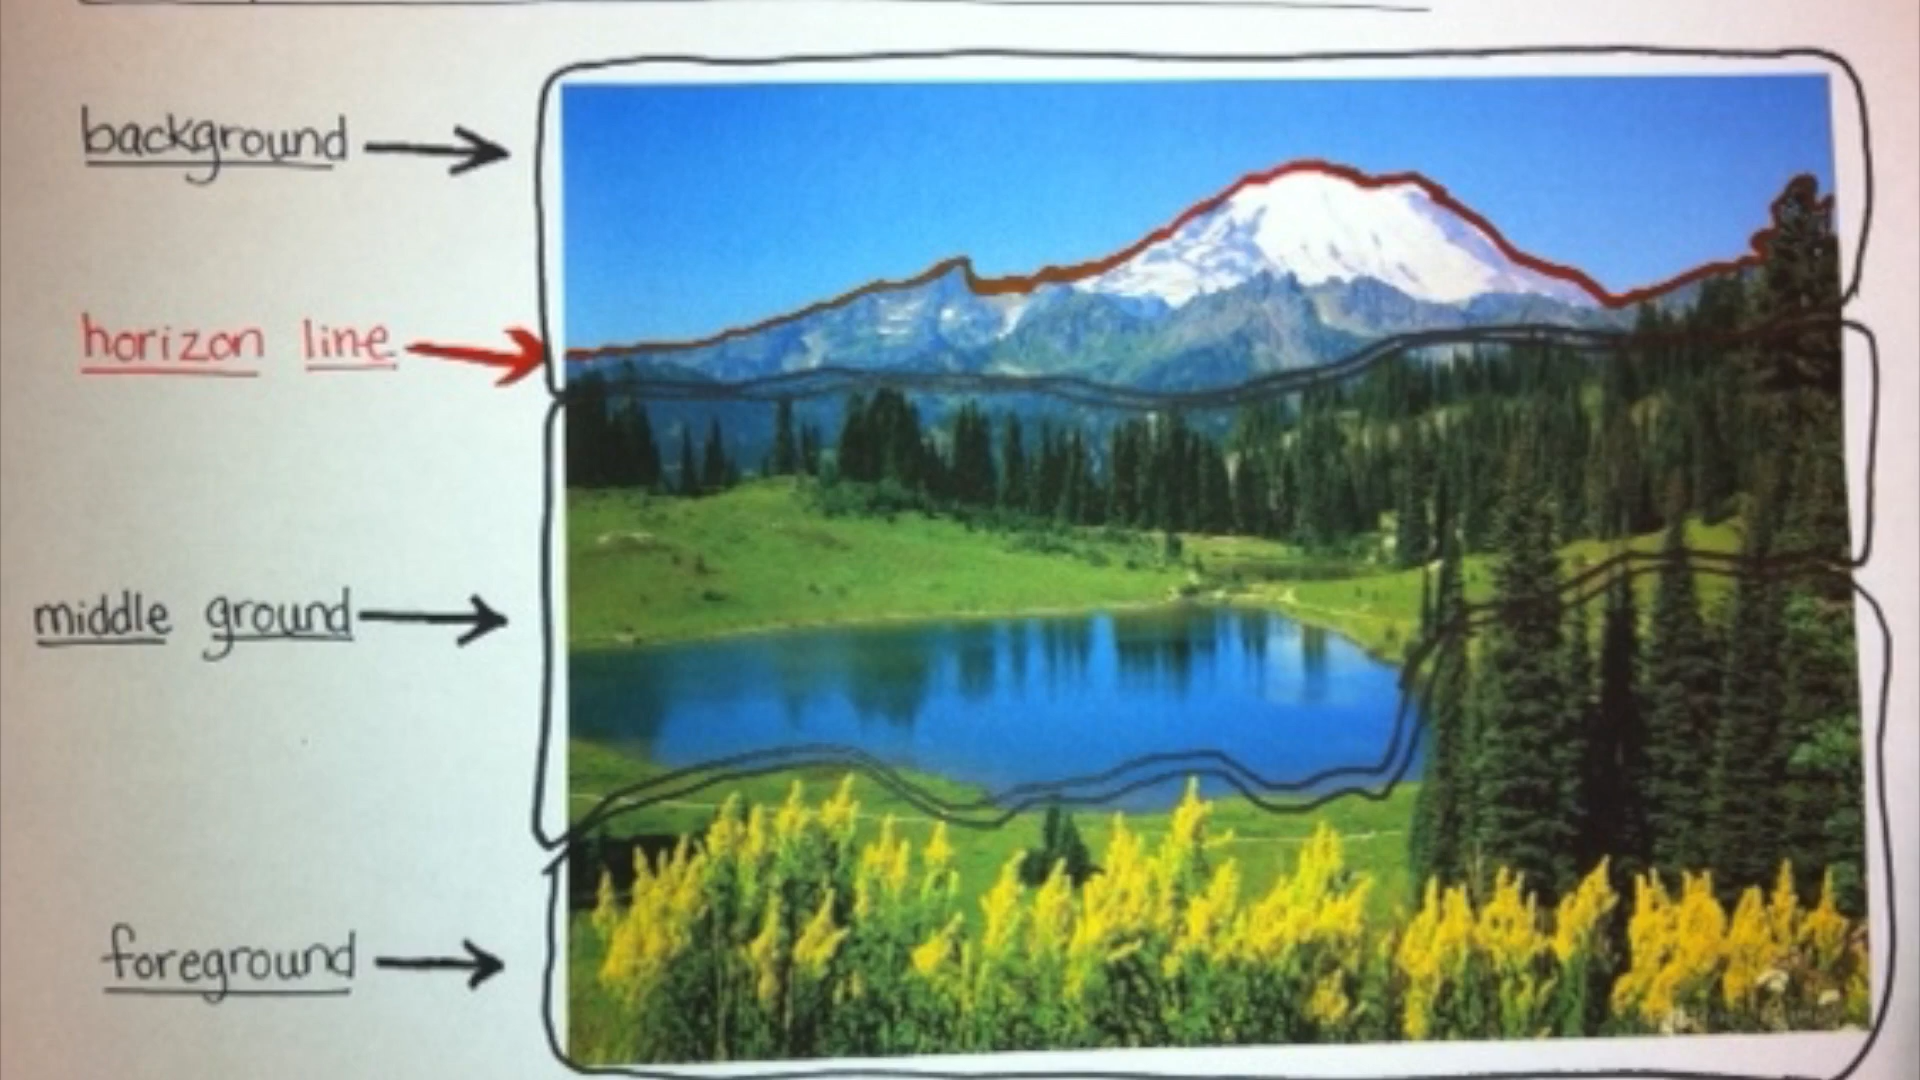 background
horizon line
middle ground
foreground